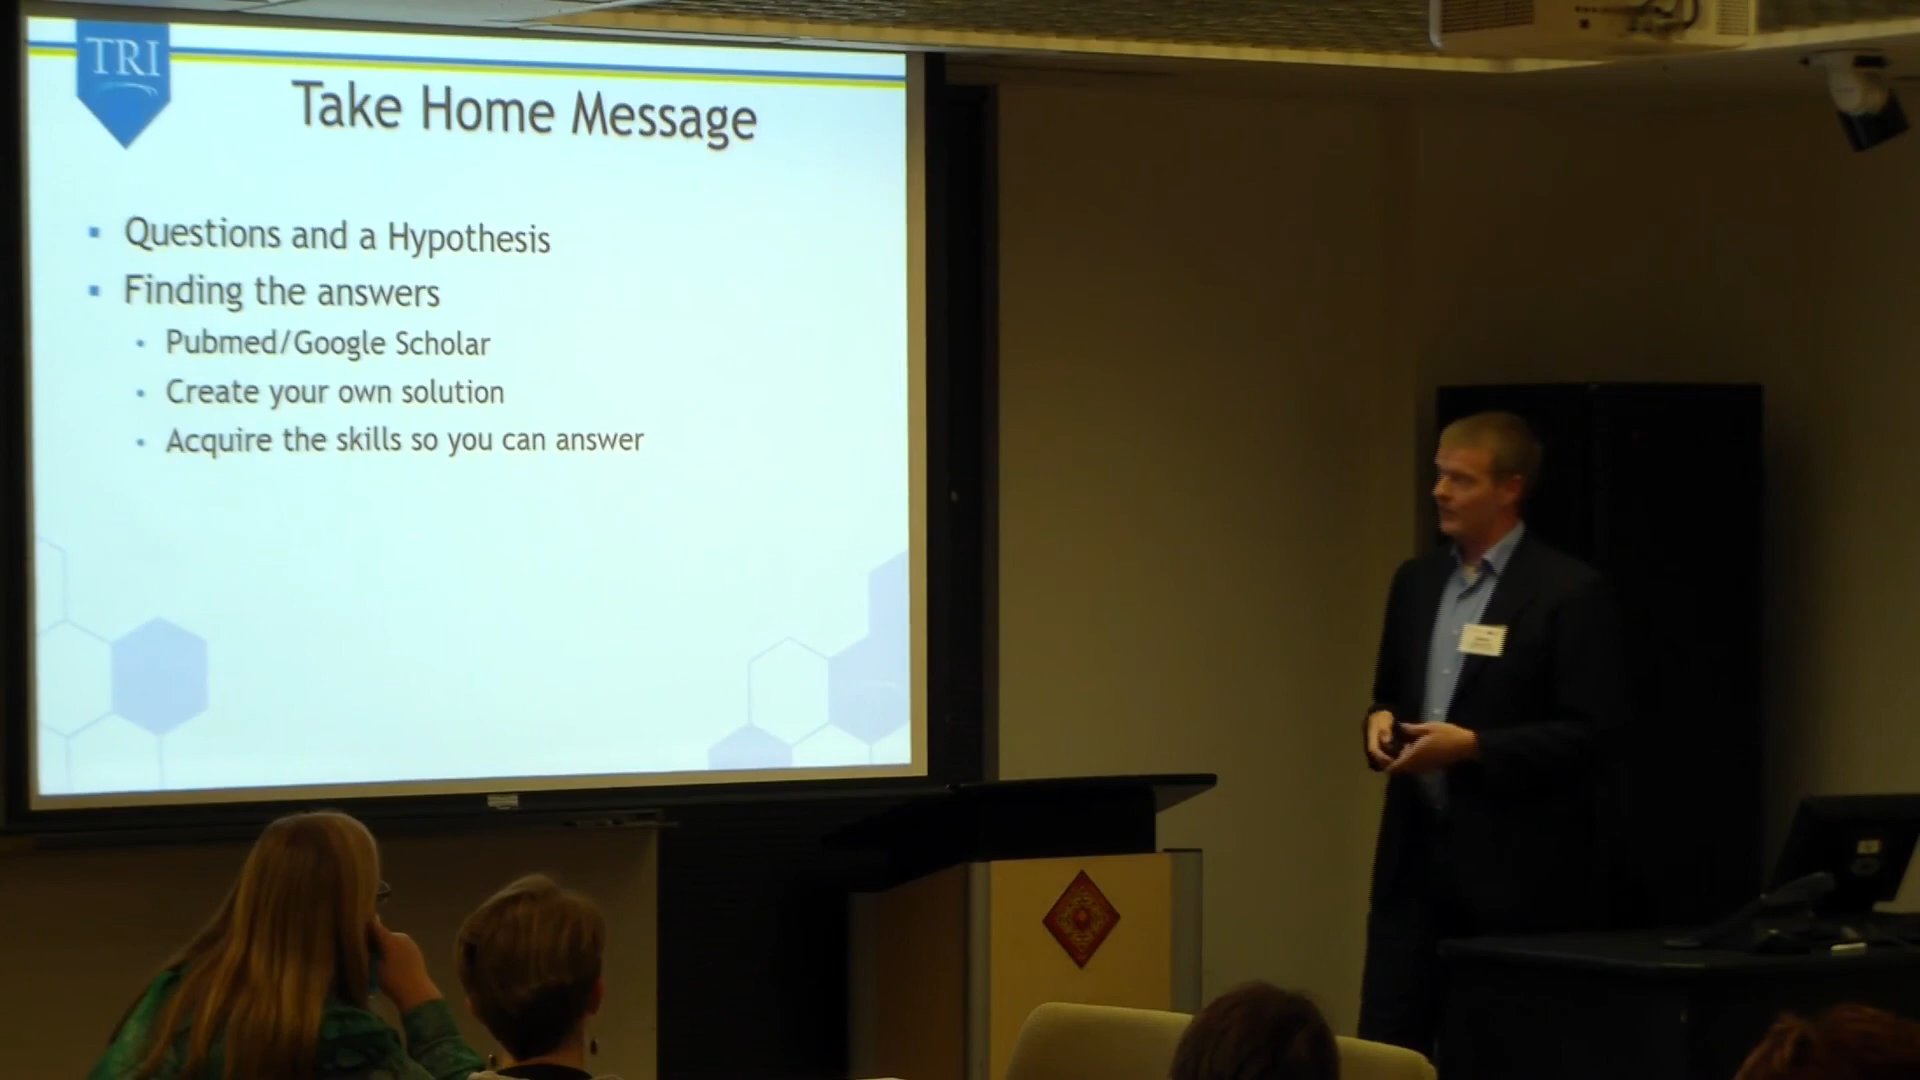 TRI
Take Home Message
Questions and a Hypothesis
Finding the answers
Pubmed/Google Scholar
Create your own solution
Acquire the skills so you can answer